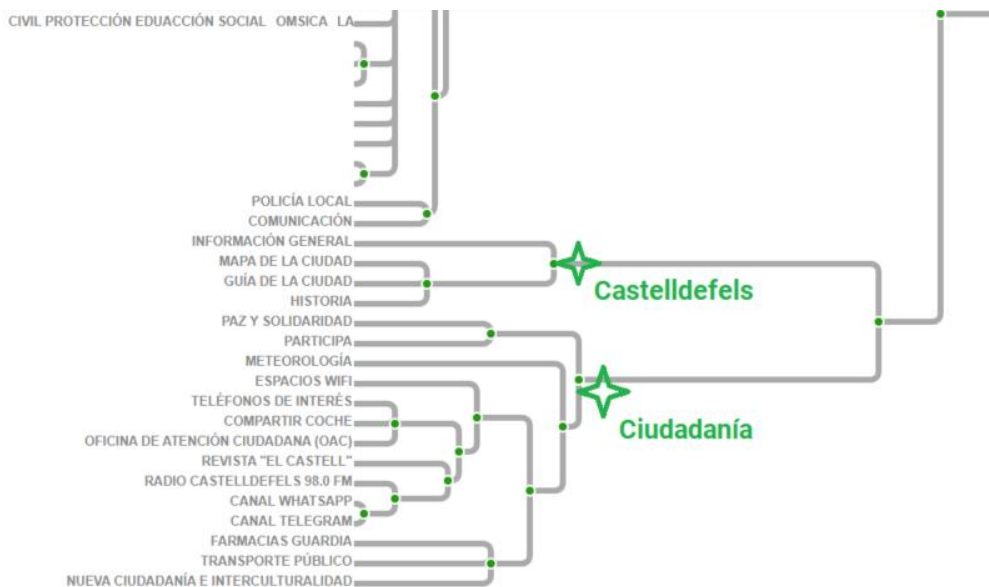 CIVIL PROTECCIÓN EDUACCIÓN SOCIAL OMSICA LA
POLICÍA LOCAL
COMUNICACIÓN
INFORMACIÓN GENERAL
MAPA DE LA CIUDAD
GUÍA DE LA CIUDAD
HISTORIA
Castelldefels
PAZ Y SOLIDARIDAD
PARTICIPA
METEOROLOGÍA
ESPACIOS WIFI
TELÉFONOS DE INTERÉS
COMPARTIR COCHE
Ciudadanía
OFICINA DE ATENCIÓN CIUDADANA (OAC)
REVISTA "EL CASTELL"
RADIO CASTELLDEFELS 98.0 FM
CANAL WHATSAPP
CANAL TELEGRAM
FARMACIAS GUARDIA
TRANSPORTE PÚBLICO
NUEVA CIUDADANÍA E INTERCULTURALIDAD